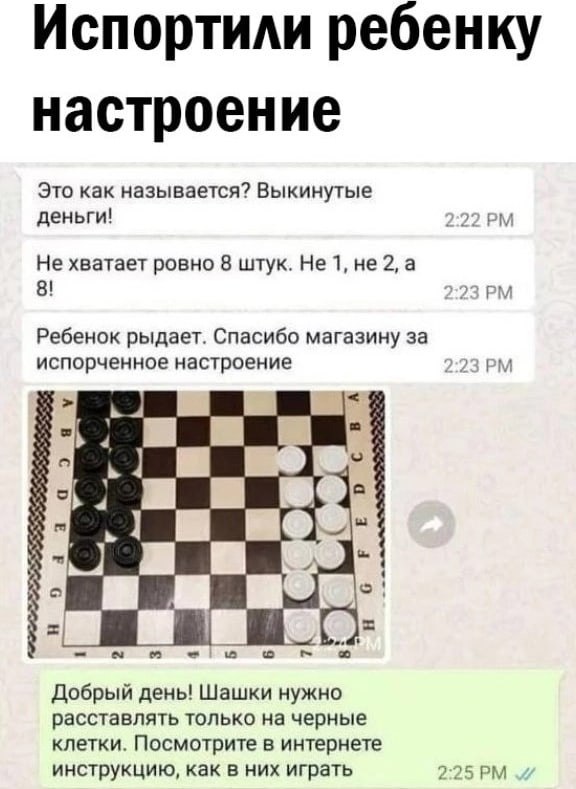 Испортили ребенку
настроение
Это как называется? Выкинутые
деньги!
2:22 PM
Не хватает ровно 8 штук. Не 1, не 2, а
8!
2:23 PM
Ребенок рыдает. Спасибо магазину за
испорченное настроение
2:23 PM
A A
B B
C C
D D
E E
F F
G G
H H
1 2 3 4 5 6 7 8
2:24 PM
Добрый день! Шашки нужно
расставлять только на черные
клетки. Посмотрите в интернете
инструкцию, как в них играть
2:25 PM